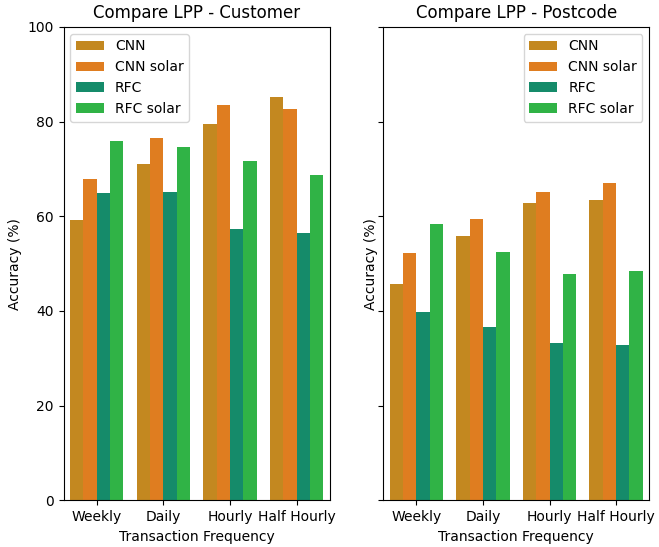 Compare LPP - Customer
100
80
60
40
20
0
Accuracy (%)
CNN
CNN solar
RFC
RFC solar
Weekly Daily Hourly Half Hourly
Transaction Frequency
Compare LPP - Postcode
Accuracy (%)
CNN
CNN solar
RFC
RFC solar
Weekly Daily Hourly Half Hourly
Transaction Frequency